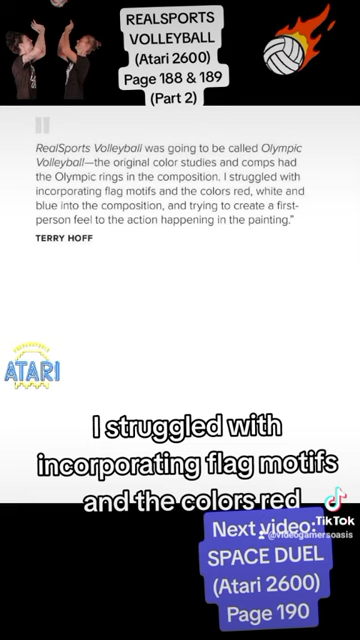 REALSPORTS
VOLLEYBALL
(Atari 2600)
Page 188 & 189
(Part 2)
RealSports Volleyball was going to be called Olympic
Volleyball—the original color studies and comps had
the Olympic rings in the composition. I struggled with
incorporating flag motifs and the colors red, white and
blue into the composition, and trying to create a first-
person feel to the action happening in the painting.”
TERRY HOFF
ATARI
I struggled with
incorporating flag motifs
and the colors red
TikTok
@videogamersoasis
Next video:
SPACE DUEL
(Atari 2600)
Page 190